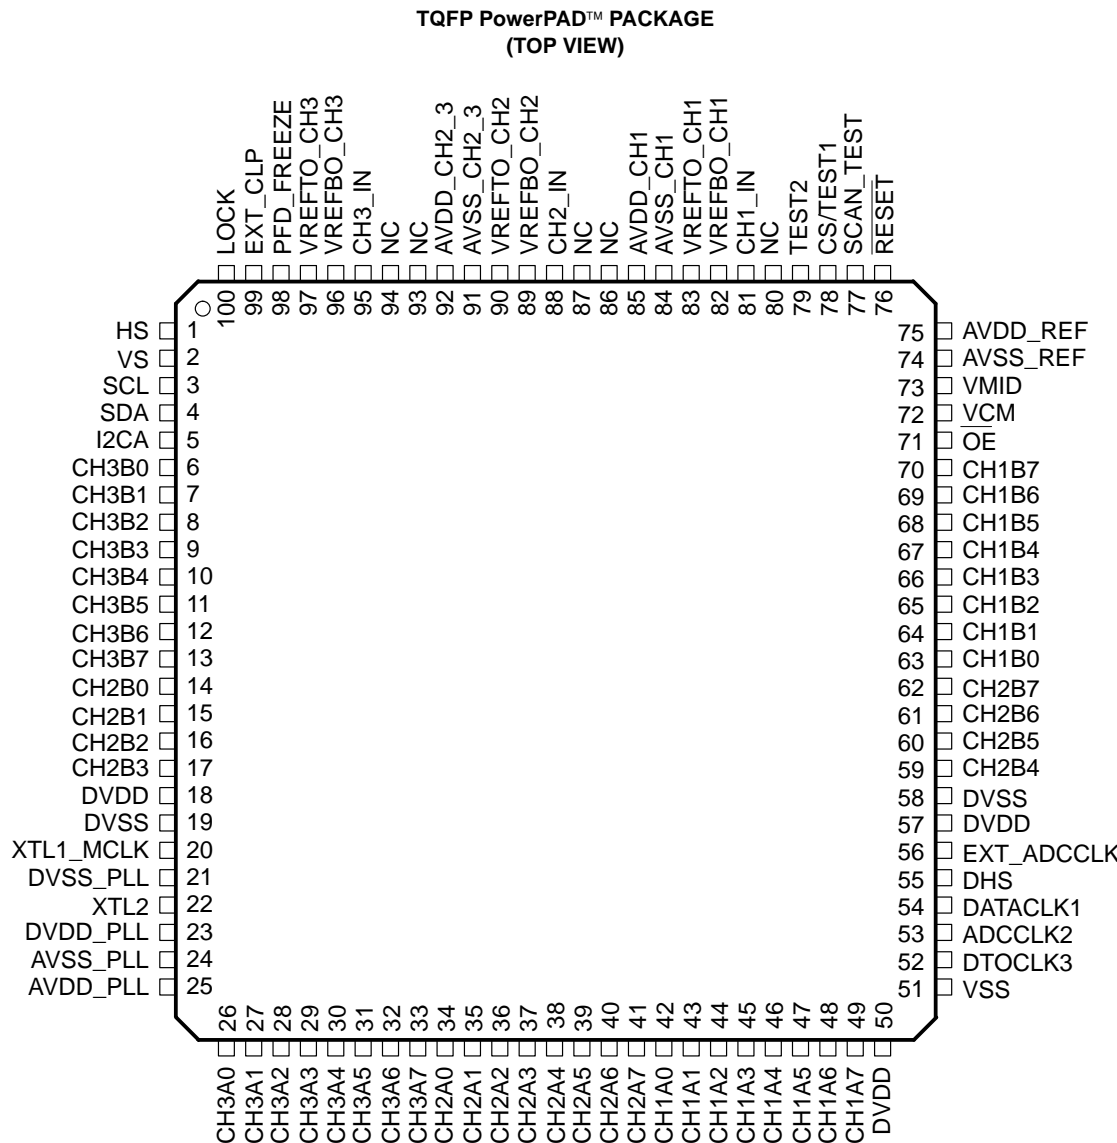 TQFP PowerPAD™ PACKAGE
(TOP VIEW)
LOCK
EXT_CLP
PFD_FREEZE
VREFTO_CH3
VREFBO_CH3
CH3_IN
NC
NC
AVDD_CH2_3
AVSS_CH2_3
VREFTO_CH2
VREFBO_CH2
CH2_IN
NC
NC
AVDD_CH1
AVSS_CH1
VREFTO_CH1
VREFBO_CH1
CH1_IN
NC
TEST2
CS/TEST1
SCAN_TEST
RESET
100
99
98
97
96
95
94
93
92
91
90
89
88
87
86
85
84
83
82
81
80
79
78
77
76
HS 1
VS 2
SCL 3
SDA 4
I2CA 5
CH3B0 6
CH3B1 7
CH3B2 8
CH3B3 9
CH3B4 10
CH3B5 11
CH3B6 12
CH3B7 13
CH2B0 14
CH2B1 15
CH2B2 16
CH2B3 17
DVDD 18
DVSS 19
XTL1_MCLK 20
DVSS_PLL 21
XTL2 22
DVDD_PLL 23
AVSS_PLL 24
AVDD_PLL 25
75 AVDD_REF
74 AVSS_REF
73 VMID
72 VCM
71 OE
70 CH1B7
69 CH1B6
68 CH1B5
67 CH1B4
66 CH1B3
65 CH1B2
64 CH1B1
63 CH1B0
62 CH2B7
61 CH2B6
60 CH2B5
59 CH2B4
58 DVSS
57 DVDD
56 EXT_ADCCLK
55 DHS
54 DATACLK1
53 ADCCLK2
52 DTOCLK3
51 VSS
26
27
28
29
30
31
32
33
34
35
36
37
38
39
40
41
42
43
44
45
46
47
48
49
50
CH3A0
CH3A1
CH3A2
CH3A3
CH3A4
CH3A5
CH3A6
CH3A7
CH2A0
CH2A1
CH2A2
CH2A3
CH2A4
CH2A5
CH2A6
CH2A7
CH1A0
CH1A1
CH1A2
CH1A3
CH1A4
CH1A5
CH1A6
CH1A7
DVDD